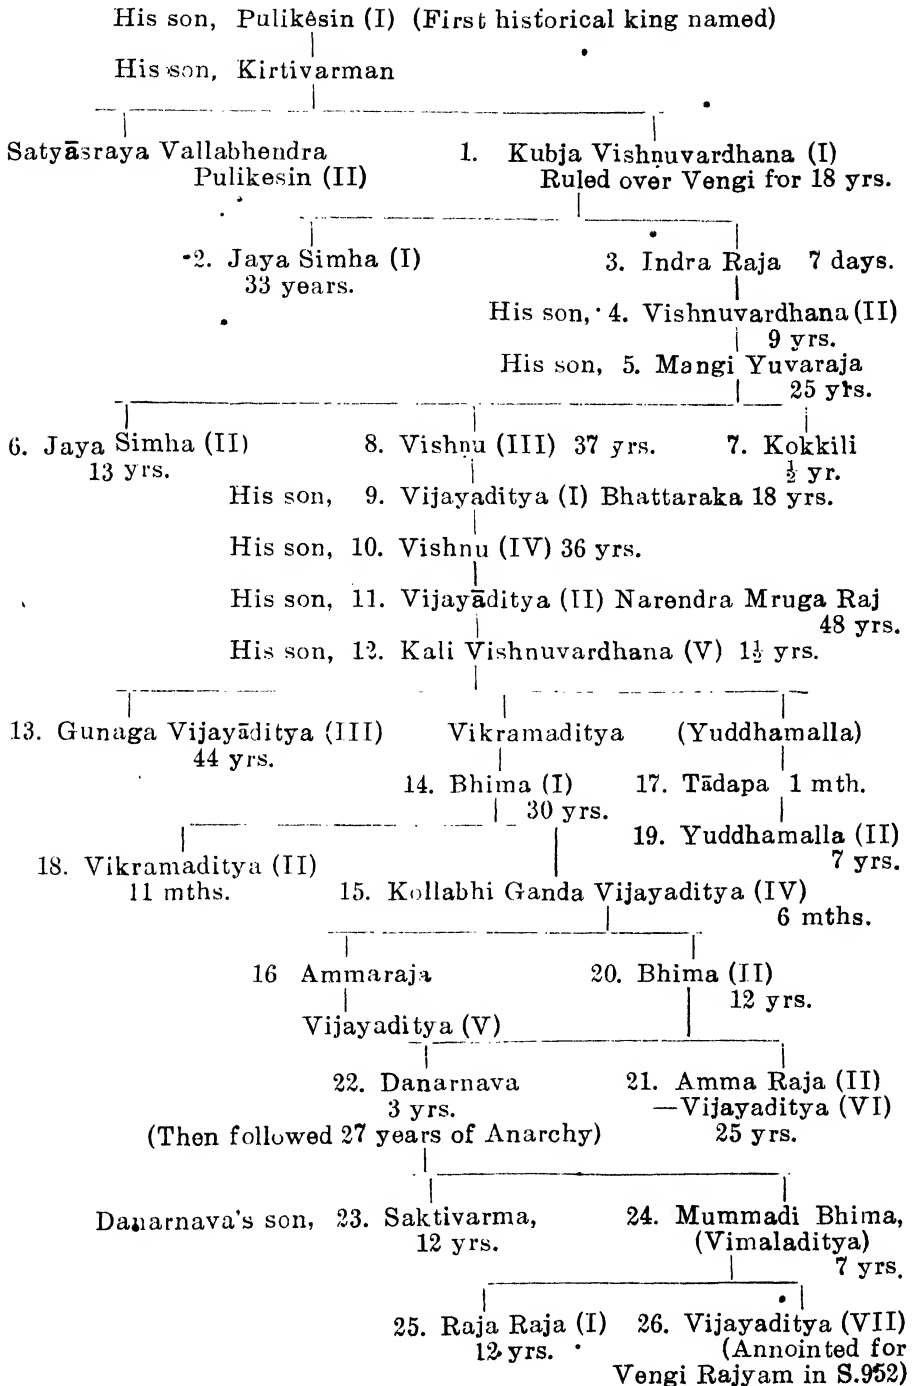 His son, Pulikêsin (I) (First historical king named)
His son, Kirtivarman
Satyāsraya Vallabhendra
Pulikesin (II)
1. Kubja Vishṇuvardhana (I)
Ruled over Vengi for 18 yrs.
2. Jaya Simha (I)
33 years.
3. Indra Raja 7 days.
His son, 4. Vishnuvardhana (II)
9 yrs.
His son, 5. Mangi Yuvaraja
25 yrs.
6. Jaya Simha (II)
13 yrs.
8. Vishṇu (III) 37 yrs.
7. Kokkili
½ yr.
His son, 9. Vijayaditya (I) Bhattaraka 18 yrs.
His son, 10. Vishnu (IV) 36 yrs.
His son, 11. Vijayāditya (II) Narendra Mruga Raj
48 yrs.
His son, 12. Kali Vishnuvardhana (V) 1½ yrs.
13. Gunaga Vijayāditya (III)
44 yrs.
Vikramaditya
(Yuddhamalla)
14. Bhima (I)
30 yrs.
17. Tādapa 1 mth.
19. Yuddhamalla (II)
7 yrs.
18. Vikramaditya (II)
11 mths.
15. Kollabhi Ganda Vijayaditya (IV)
6 mths.
16 Ammaraja
20. Bhima (II)
12 yrs.
Vijayaditya (V)
22. Danarnava
3 yrs.
(Then followed 27 years of Anarchy)
21. Amma Raja (II)
—Vijayaditya (VI)
25 yrs.
Danarnava's son, 23. Saktivarma,
12 yrs.
24. Mummadi Bhima,
(Vimaladitya)
7 yrs.
25. Raja Raja (I)
12 yrs.
26. Vijayaditya (VII)
(Annointed for
Vengi Rajyam in S.952)